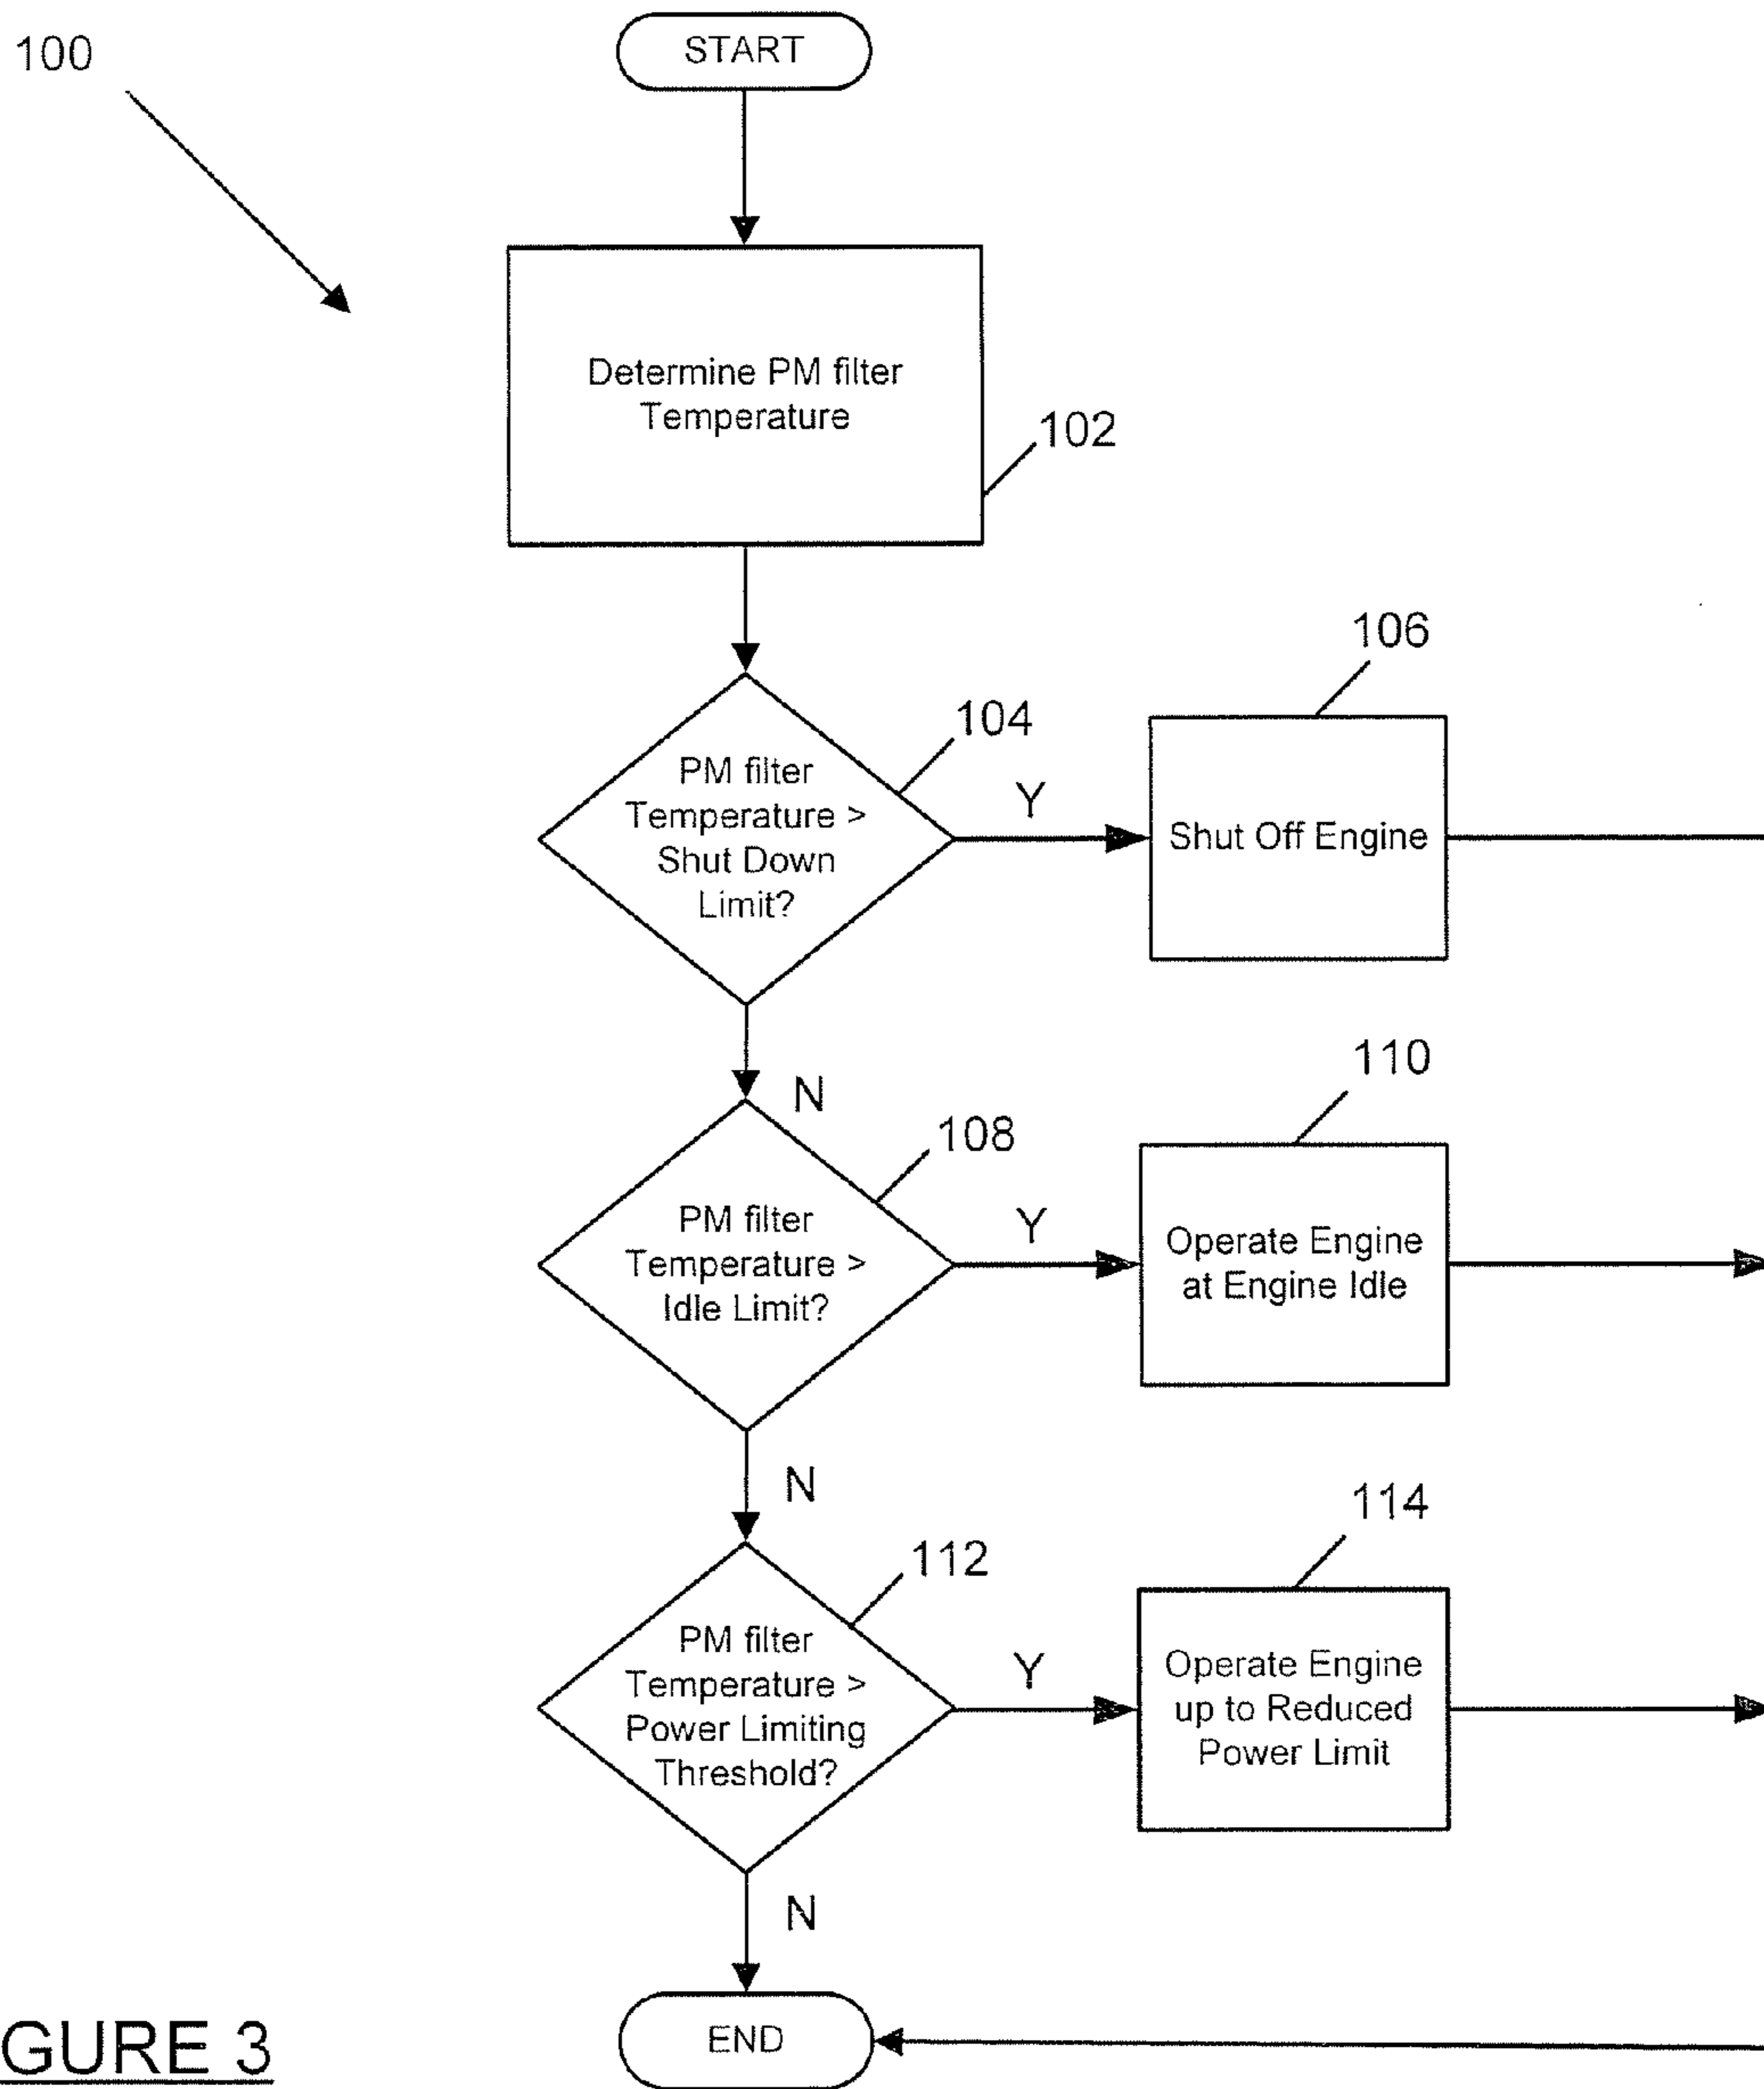 100
START
Determine PM filter
Temperature
102
PM filter
Temperature >
Shut Down
Limit?
104
Y
106
Shut Off Engine
N
PM filter
Temperature >
Idle Limit?
108
Y
110
Operate Engine
at Engine Idle
N
PM filter
Temperature >
Power Limiting
Threshold?
112
Y
114
Operate Engine
up to Reduced
Power Limit
N
END
GURE 3